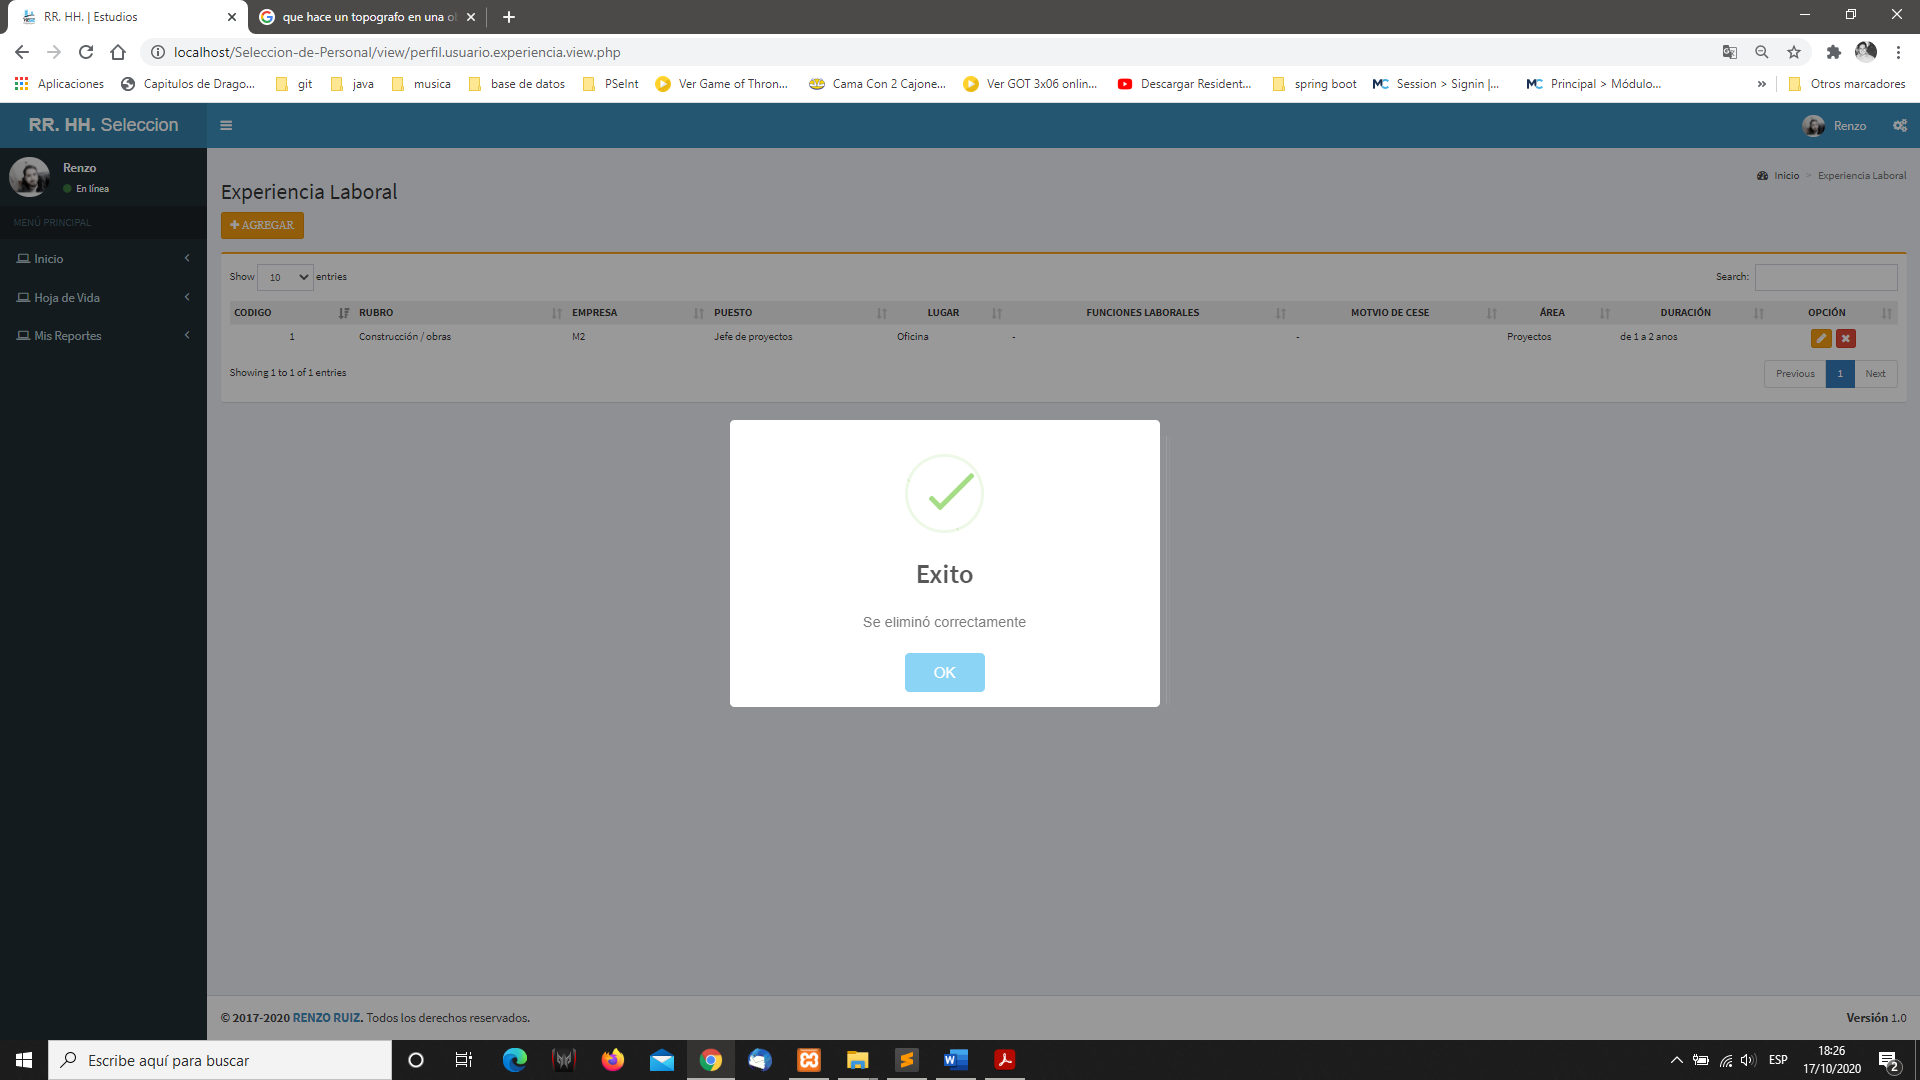 RR. HH. | Estudios
que hace un topografo en una ol
localhost/Seleccion-de-Personal/view/perfil.usuario.experiencia.view.php
Aplicaciones Capitulos de Drago... git java musica base de datos PSeInt Ver Game of Thron... Cama Con 2 Cajone... Ver GOT 3x06 onlin... Descargar Resident... spring boot Session > Signin |... Principal > Módulo... » Otros marcadores
RR. HH. Seleccion
Renzo
Renzo
En línea
MENÚ PRINCIPAL
Inicio
Hoja de Vida
Mis Reportes
Inicio > Experiencia Laboral
Experiencia Laboral
AGREGAR
Show 10 entries
Search:
CODIGO RUBRO EMPRESA PUESTO LUGAR FUNCIONES LABORALES MOTVIO DE CESE ÁREA DURACIÓN OPCIÓN
1 Construcción / obras M2 Jefe de proyectos Oficina - - Proyectos de 1 a 2 anos
Showing 1 to 1 of 1 entries
Previous 1 Next
Exito
Se eliminó correctamente
OK
© 2017-2020 RENZO RUIZ. Todos los derechos reservados.
Versión 1.0
Escribe aquí para buscar
ESP
18:26
17/10/2020
2